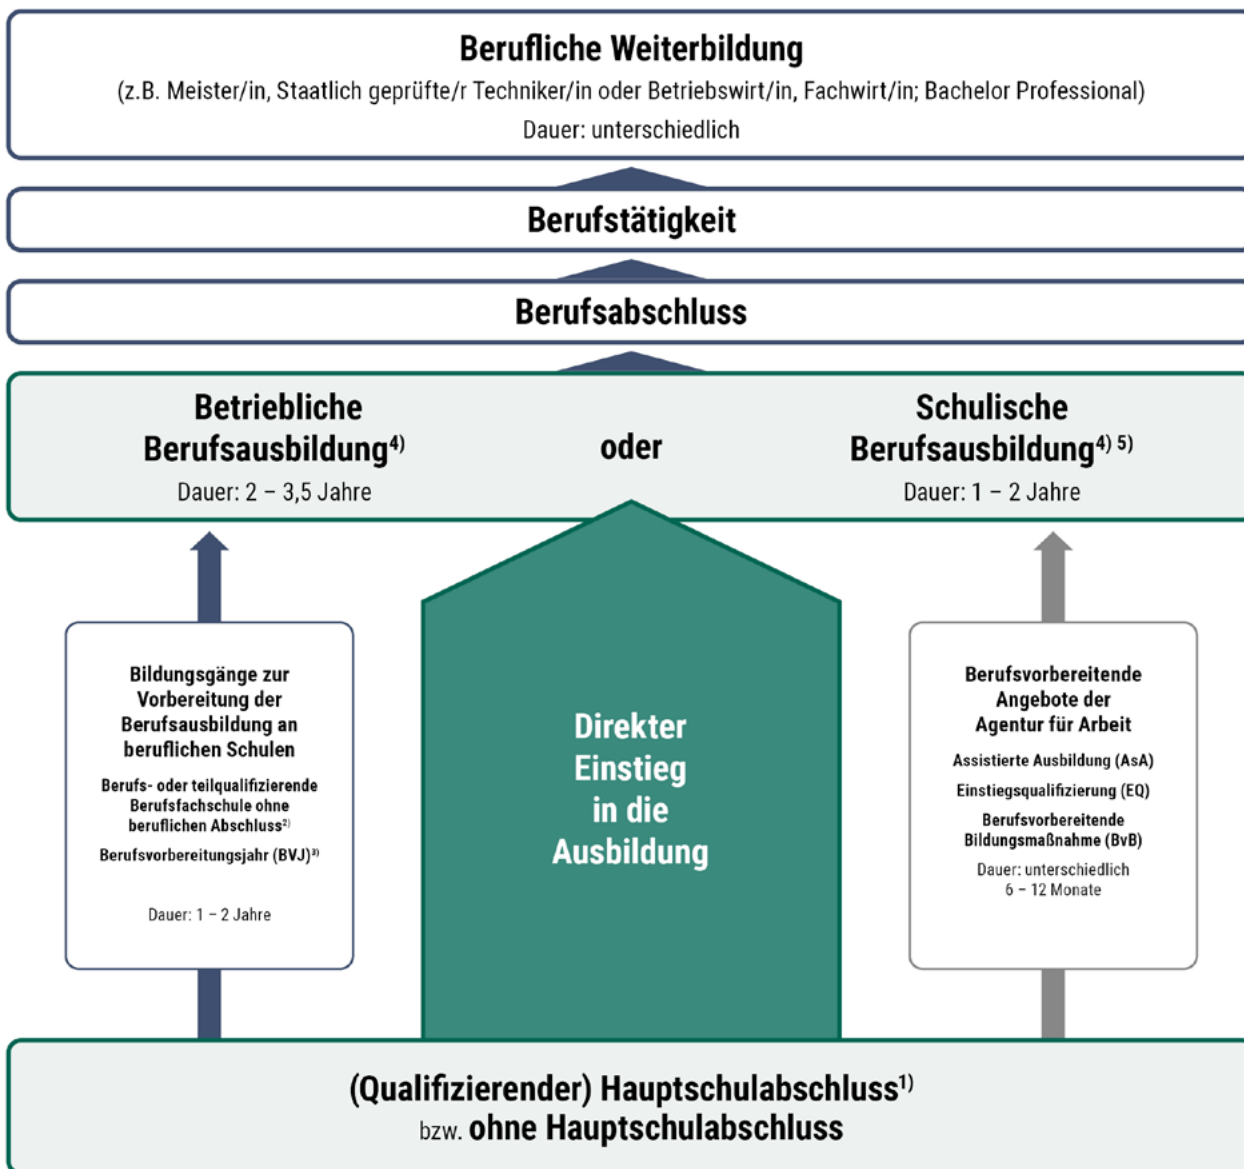 Berufliche Weiterbildung
(z.B. Meister/in, Staatlich geprüfte/r Techniker/in oder Betriebswirt/in, Fachwirt/in; Bachelor Professional)
Dauer: unterschiedlich
Berufstätigkeit
Berufsabschluss
Betriebliche
Berufsausbildung⁴⁾
Dauer: 2 – 3,5 Jahre
oder
Schulische
Berufsausbildung⁴⁾ ⁵⁾
Dauer: 1 – 2 Jahre
Bildungsgänge zur
Vorbereitung der
Berufsausbildung an
beruflichen Schulen
Berufs- oder teilqualifizierende
Berufsfachschule ohne
beruflichen Abschluss²⁾
Berufsvorbereitungsjahr (BVJ)³⁾
Dauer: 1 – 2 Jahre
Direkter
Einstieg
in die
Ausbildung
Berufsvorbereitende
Angebote der
Agentur für Arbeit
Assistierte Ausbildung (AsA)
Einstiegsqualifizierung (EQ)
Berufsvorbereitende
Bildungsmaßnahme (BvB)
Dauer: unterschiedlich
6 – 12 Monate
(Qualifizierender) Hauptschulabschluss¹⁾
bzw. ohne Hauptschulabschluss